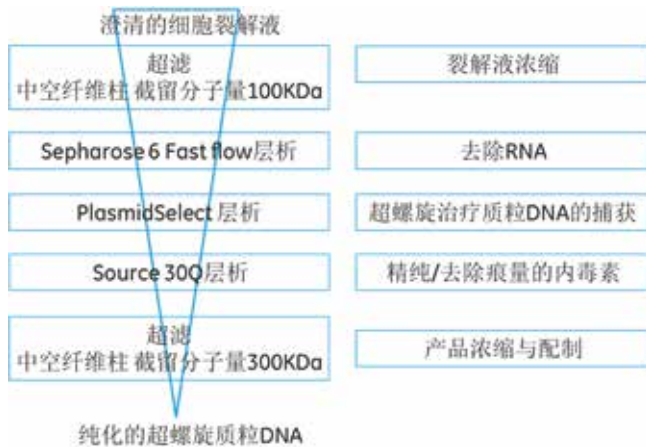 澄清的细胞裂解液
超滤
中空纤维柱 截留分子量100KDa
裂解液浓缩
Sepharose 6 Fast flow层析
去除RNA
PlasmidSelect 层析
超螺旋治疗质粒DNA的捕获
Source 30Q层析
精纯/去除痕量的内毒素
超滤
中空纤维柱 截留分子量300KDa
产品浓缩与配制
纯化的超螺旋质粒DNA